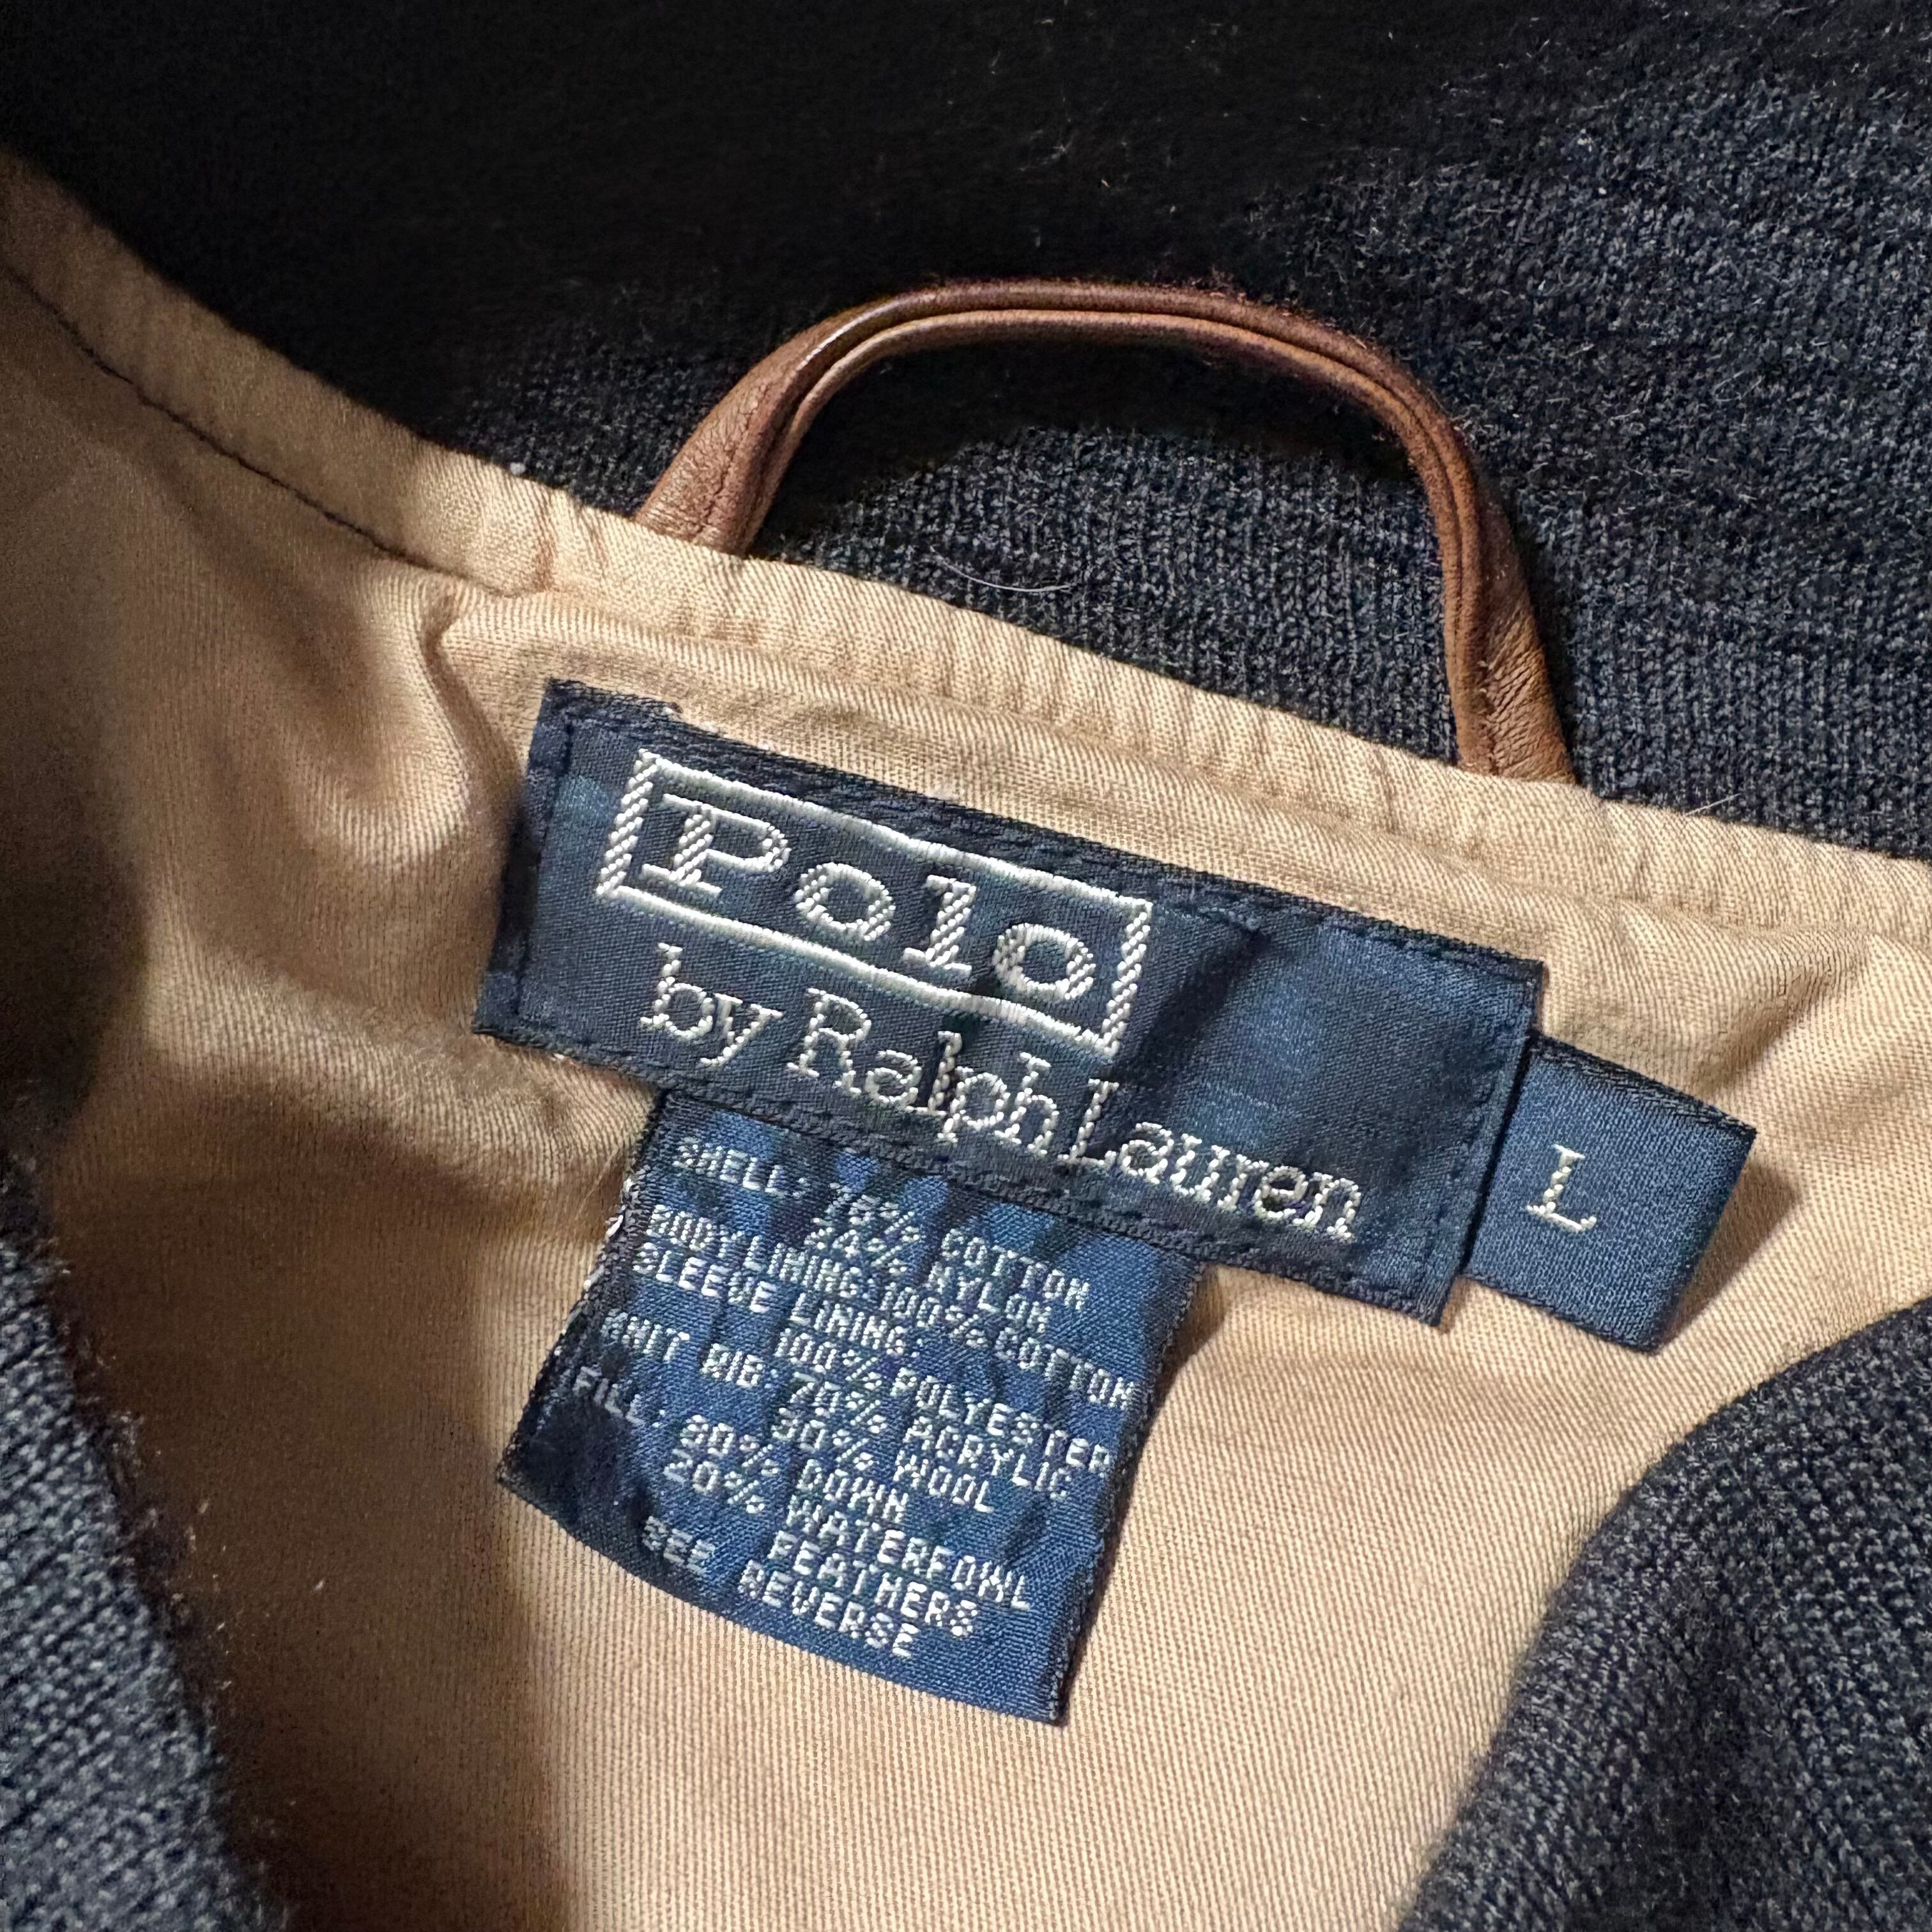 Polo
by Ralph Lauren
L
SHELL: 76% COTTON
24% NYLON
BODY LINING: 100% COTTON
SLEEVE LINING:
100% POLYESTER
KNIT RIB: 70% ACRYLIC
30% WOOL
FILL: 80% DOWN
20% WATERFOWL
FEATHERS
SEE REVERSE